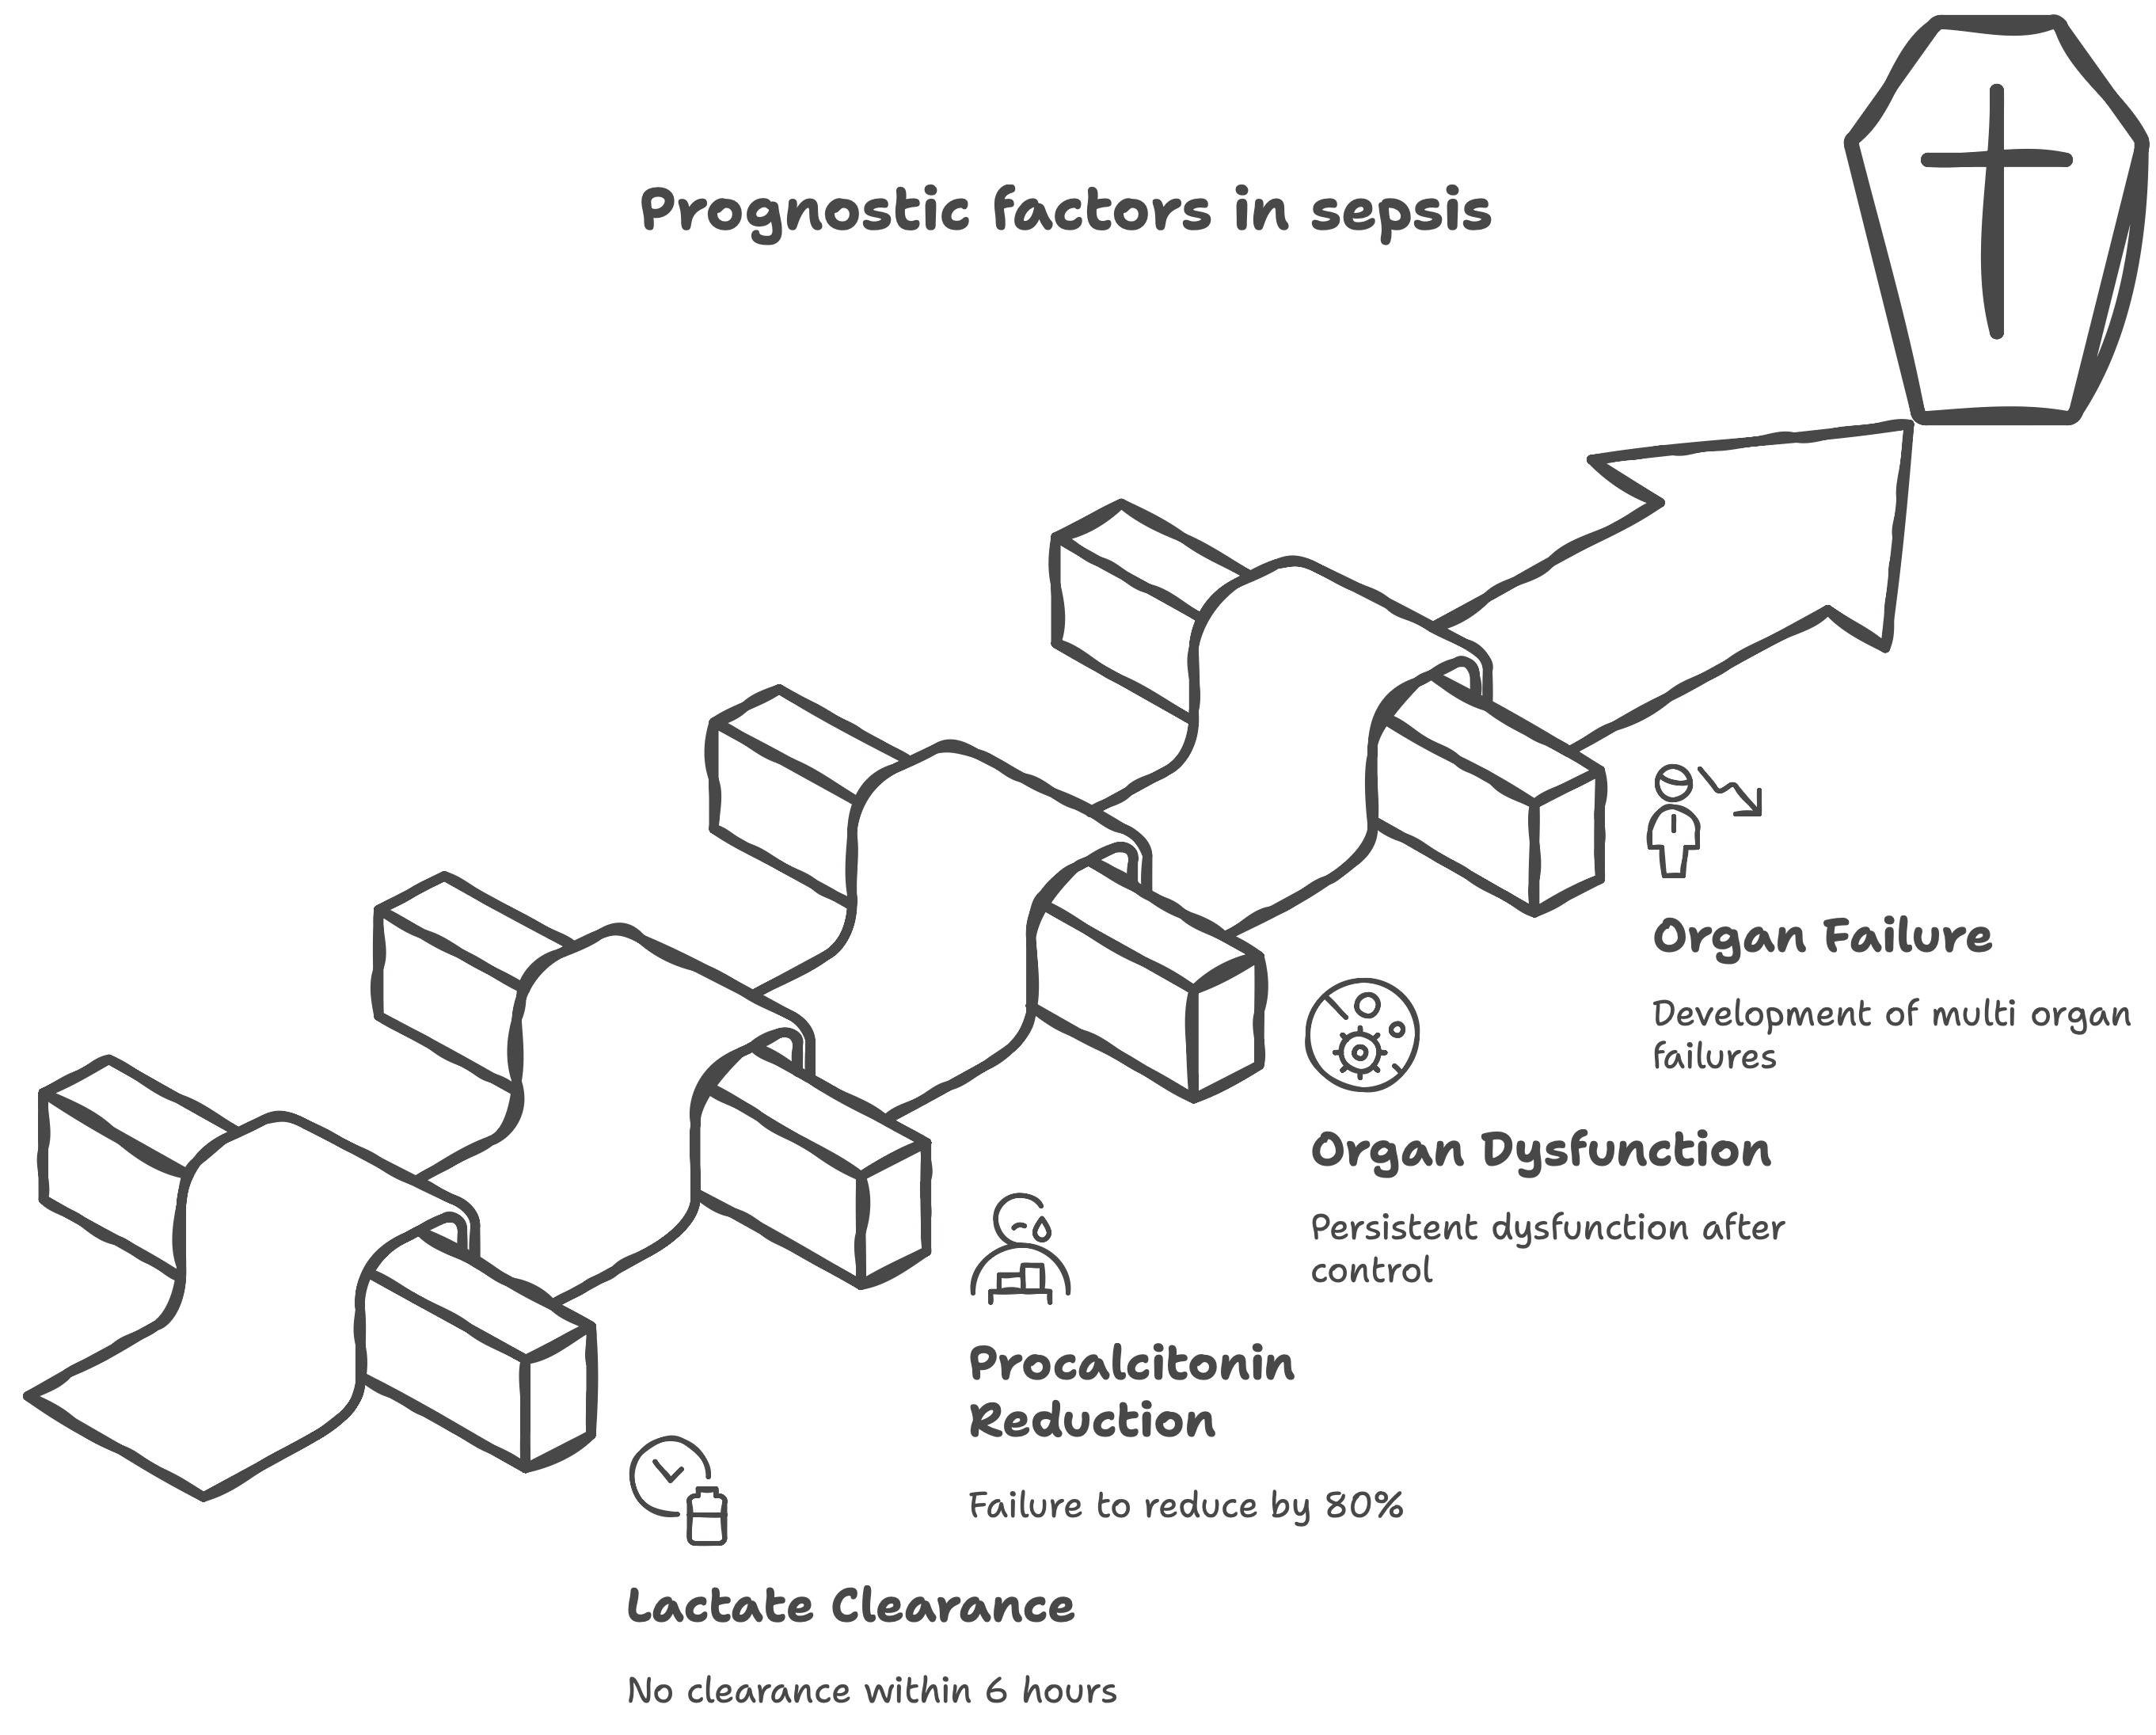 Prognostic factors in sepsis
Organ Failure
Development of multi organ
failures
Organ Dysfunction
Persistent dysfunction after
control
Procalcitonin
Reduction
Failure to reduce by 80%
Lactate Clearance
No clearance within 6 hours